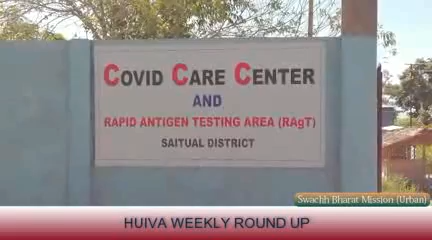 COVID CARE CENTER
AND
RAPID ANTIGEN TESTING AREA (RAgT)
SAITUAL DISTRICT
Swachh Bharat Mission (Urban)
HUIVA WEEKLY ROUND UP